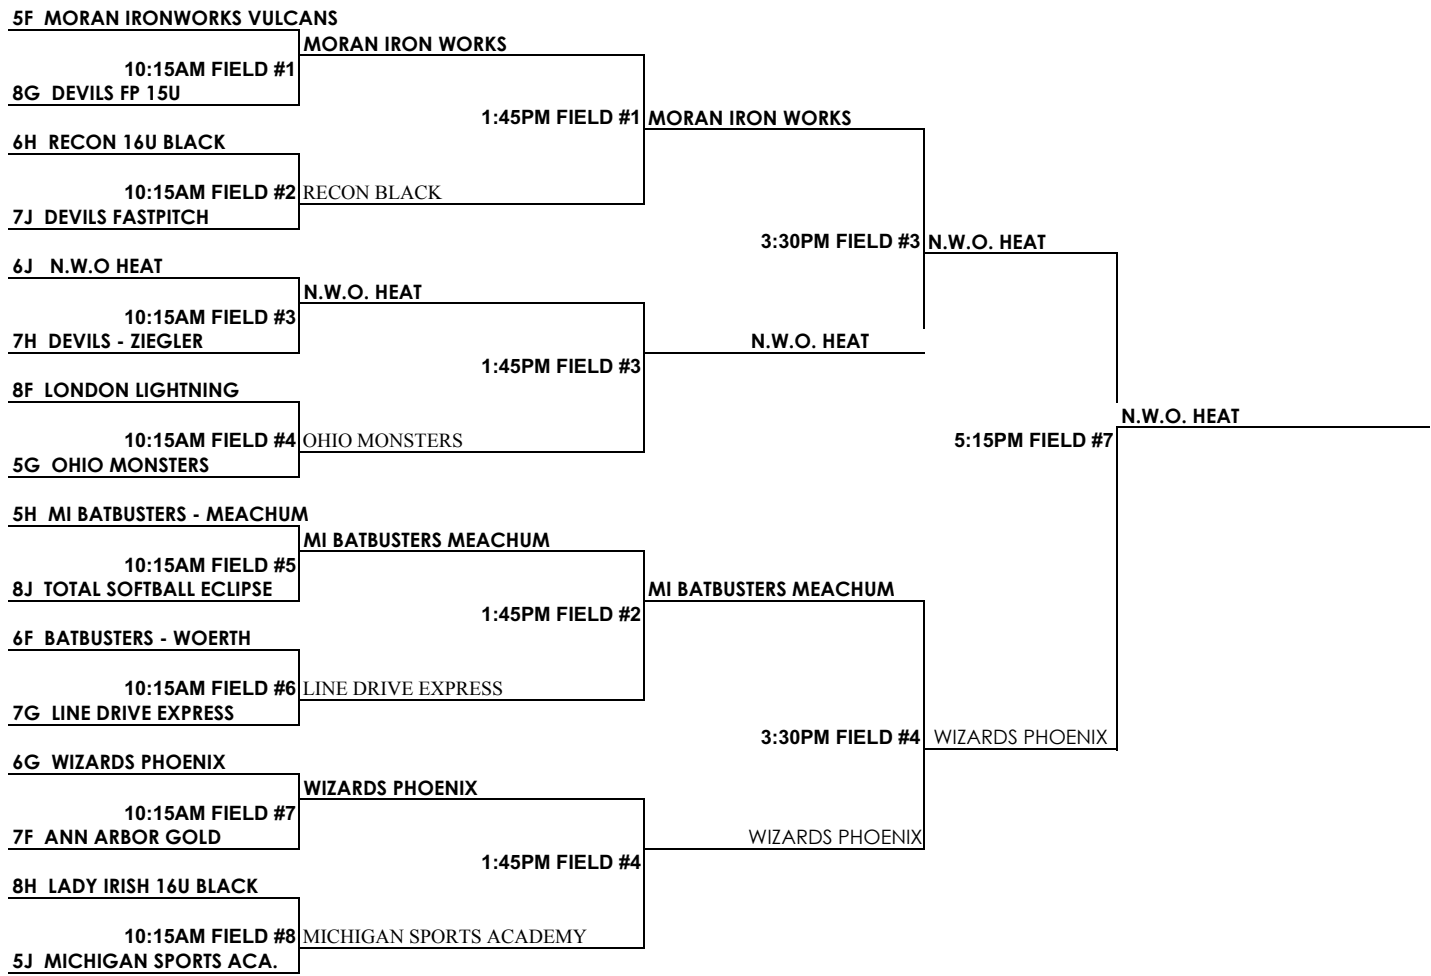 5F MORAN IRONWORKS VULCANS
MORAN IRON WORKS
10:15AM FIELD #1
8G DEVILS FP 15U
1:45PM FIELD #1 MORAN IRON WORKS
6H RECON 16U BLACK
10:15AM FIELD #2 RECON BLACK
7J DEVILS FASTPITCH
3:30PM FIELD #3 N.W.O. HEAT
6J N.W.O HEAT
N.W.O. HEAT
10:15AM FIELD #3
7H DEVILS - ZIEGLER
N.W.O. HEAT
1:45PM FIELD #3
8F LONDON LIGHTNING
N.W.O. HEAT
10:15AM FIELD #4 OHIO MONSTERS
5:15PM FIELD #7
5G OHIO MONSTERS
5H MI BATBUSTERS - MEACHUM
MI BATBUSTERS MEACHUM
10:15AM FIELD #5
8J TOTAL SOFTBALL ECLIPSE
MI BATBUSTERS MEACHUM
1:45PM FIELD #2
6F BATBUSTERS - WOERTH
10:15AM FIELD #6 LINE DRIVE EXPRESS
7G LINE DRIVE EXPRESS
3:30PM FIELD #4 WIZARDS PHOENIX
6G WIZARDS PHOENIX
WIZARDS PHOENIX
10:15AM FIELD #7
7F ANN ARBOR GOLD
WIZARDS PHOENIX
1:45PM FIELD #4
8H LADY IRISH 16U BLACK
10:15AM FIELD #8 MICHIGAN SPORTS ACADEMY
5J MICHIGAN SPORTS ACA.